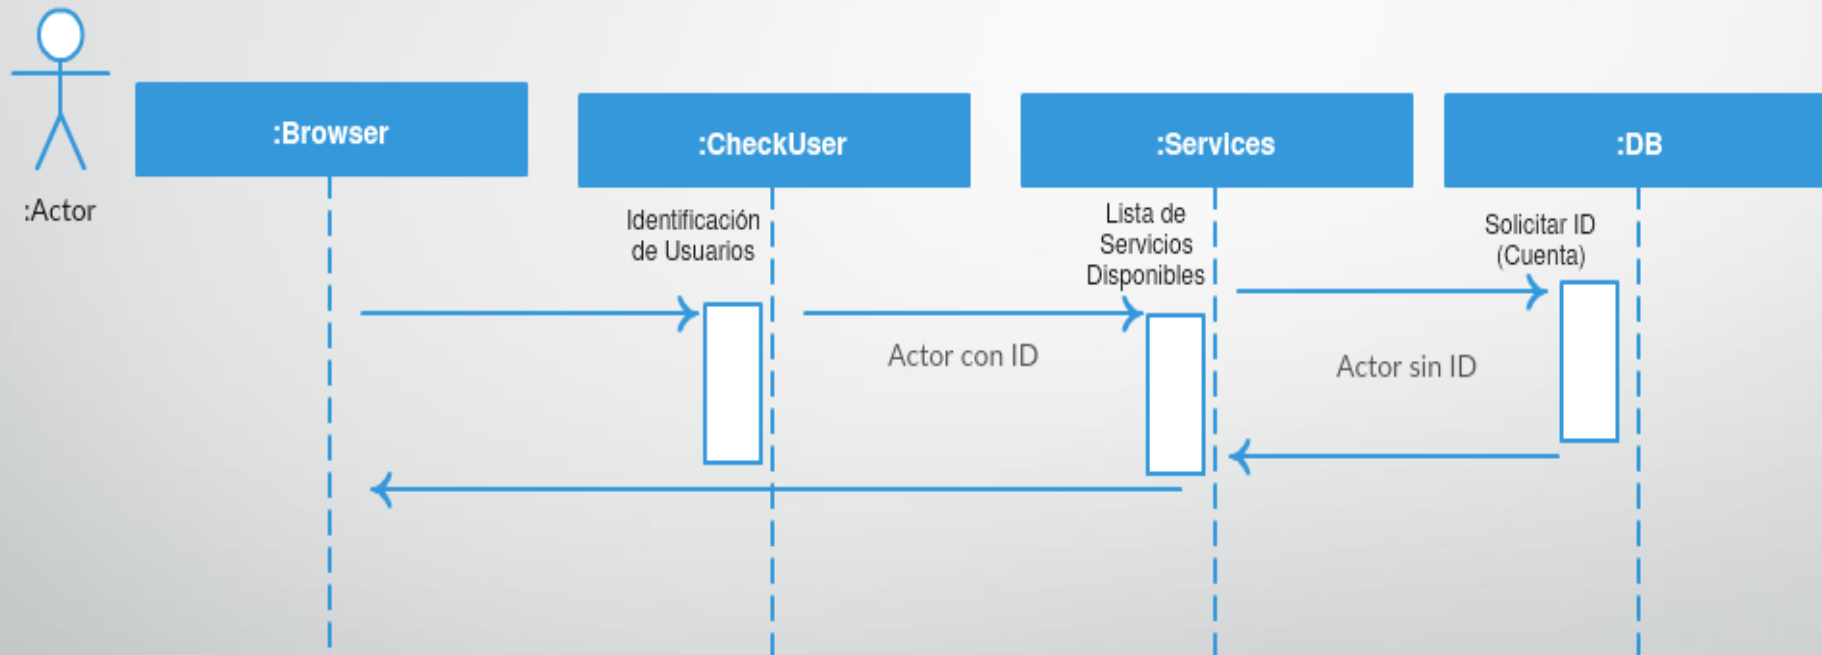 :Browser
:CheckUser
:Services
:DB
:Actor
Identificación
de Usuarios
Lista de
Servicios
Disponibles
Solicitar ID
(Cuenta)
Actor con ID
Actor sin ID